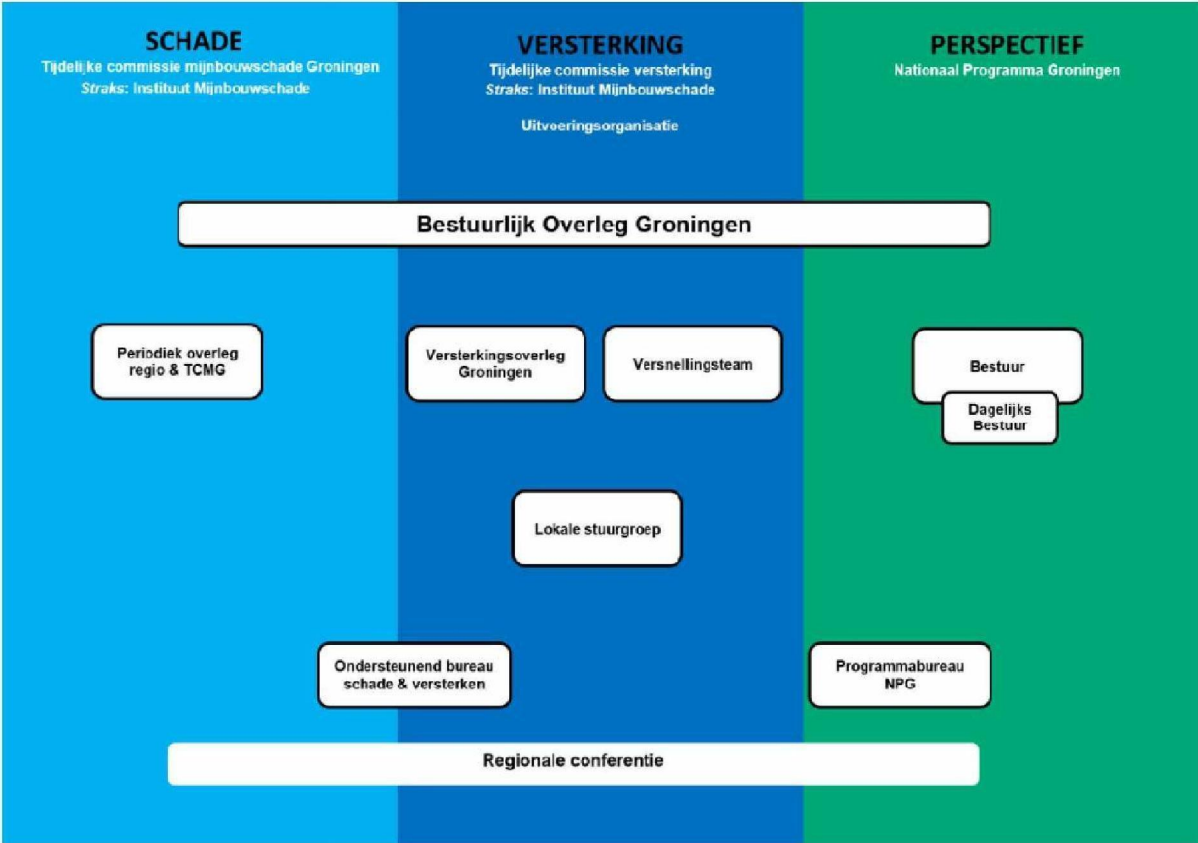 SCHADE
Tijdelijke commissie mijnbouwschade Groningen
Straks: Instituut Mijnbouwschade
VERSTERKING
Tijdelijke commissie versterking
Straks: Instituut Mijnbouwschade
Uitvoeringsorganisatie
PERSPECTIEF
Nationaal Programma Groningen
Bestuurlijk Overleg Groningen
Periodiek overleg
regio & TCMG
Versterkingsoverleg
Groningen
Versnellingsteam
Bestuur
Dagelijks
Bestuur
Lokale stuurgroep
Ondersteunend bureau
schade & versterken
Programmabureau
NPG
Regionale conferentie